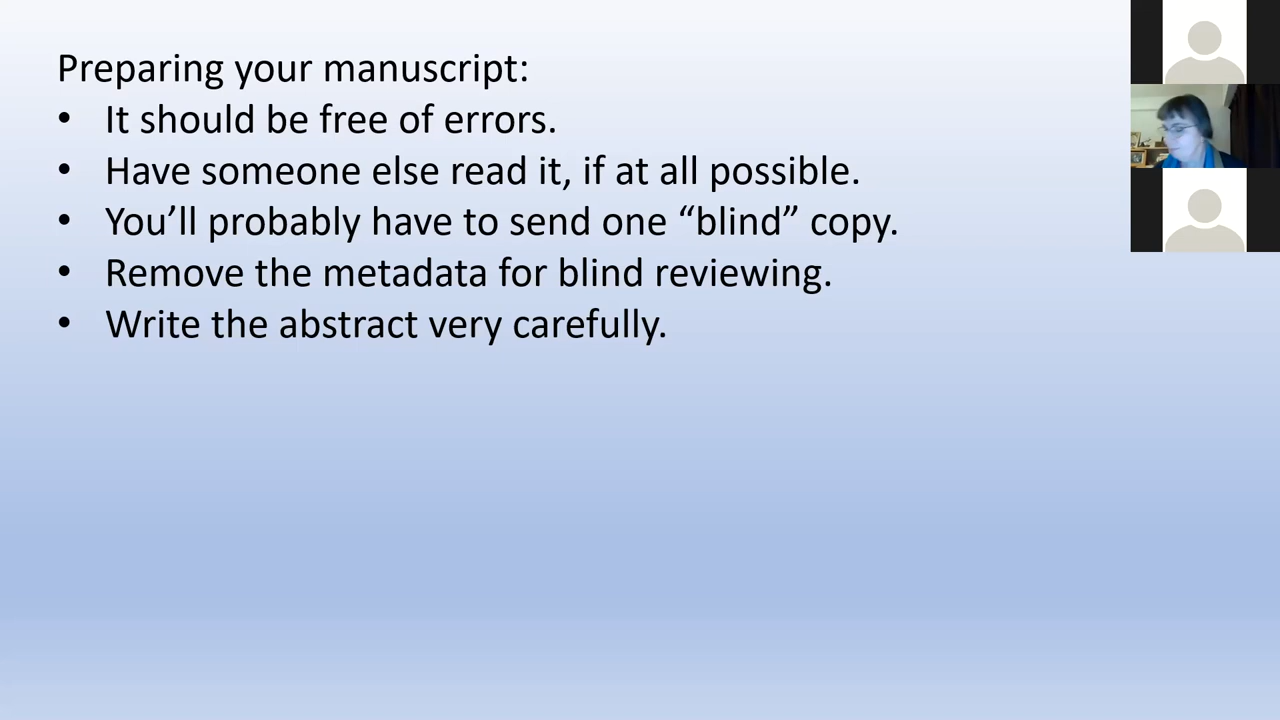 Preparing your manuscript:
• It should be free of errors.
• Have someone else read it, if at all possible.
• You’ll probably have to send one “blind” copy.
• Remove the metadata for blind reviewing.
• Write the abstract very carefully.